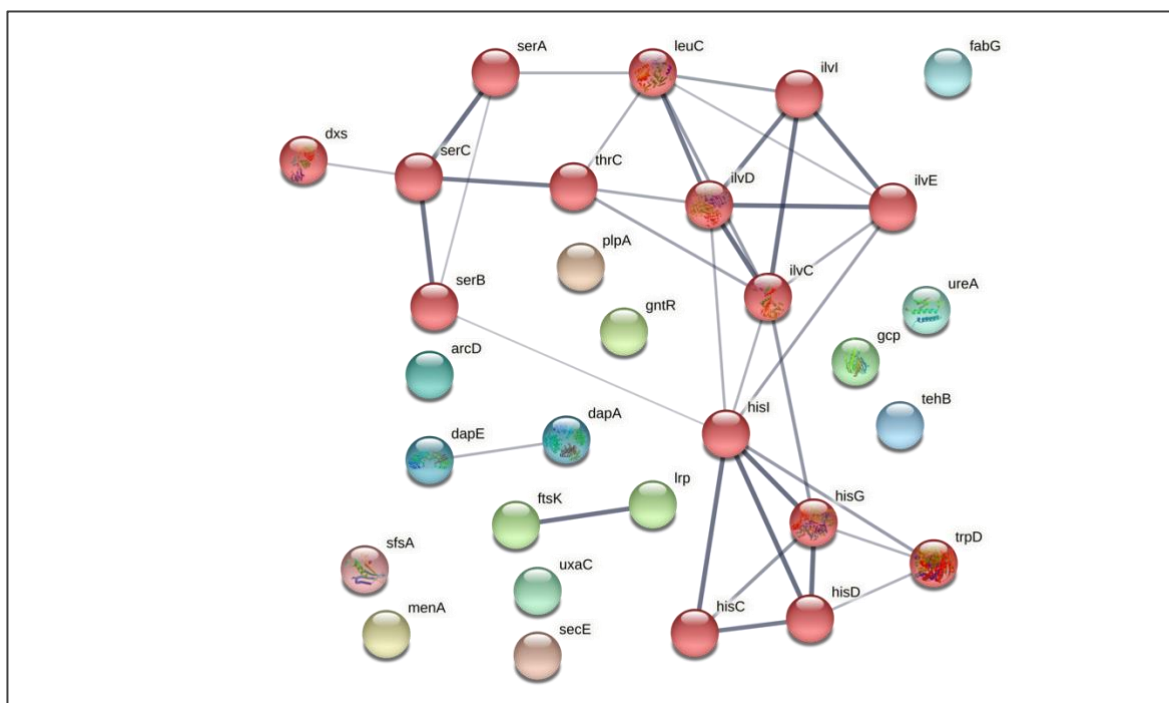 serA
leuC
ilvI
fabG
dxs
serC
thrC
ilvD
ilvE
plpA
ilvC
serB
gntR
ureA
gcp
arcD
tehB
dapE
dapA
hisI
ftsK
lrp
hisG
sfsA
uxaC
trpD
menA
hisC
hisD
secE